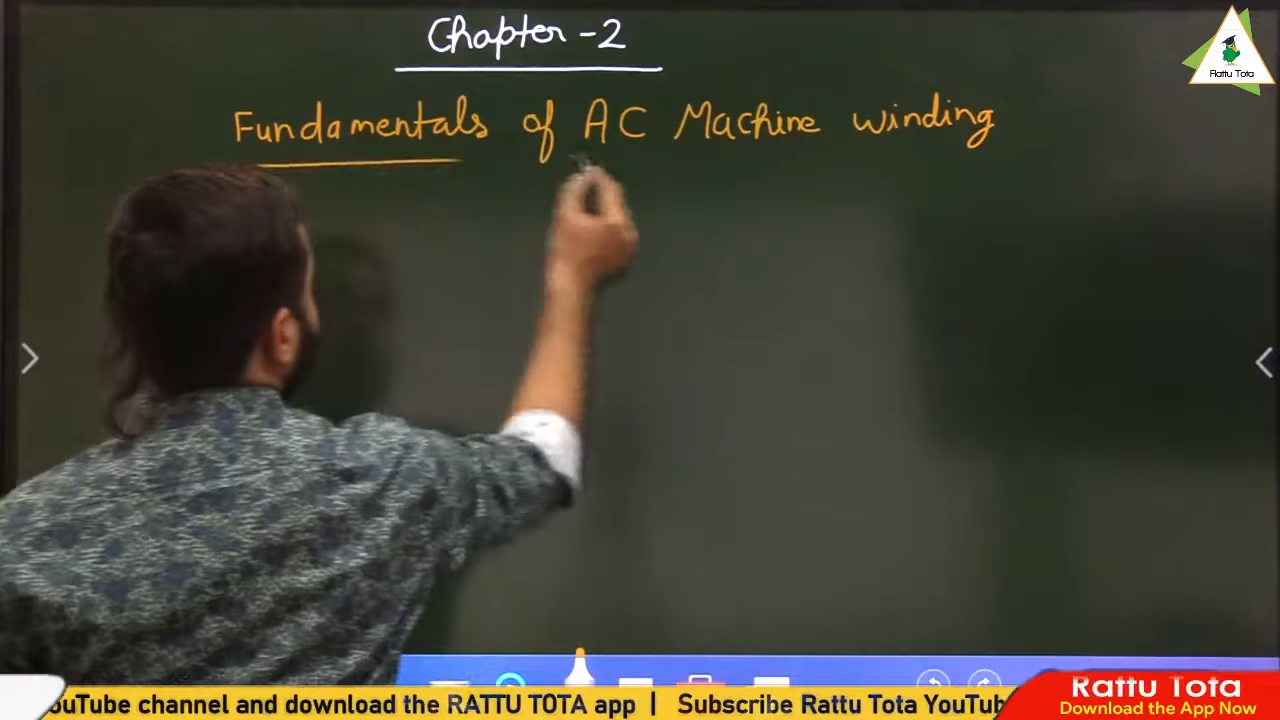 Chapter - 2
Rattu Tota
Fundamentals of AC Machine winding
ouTube channel and download the RATTU TOTA app | Subscribe Rattu Tota YouTub
Rattu Tota
Download the App Now